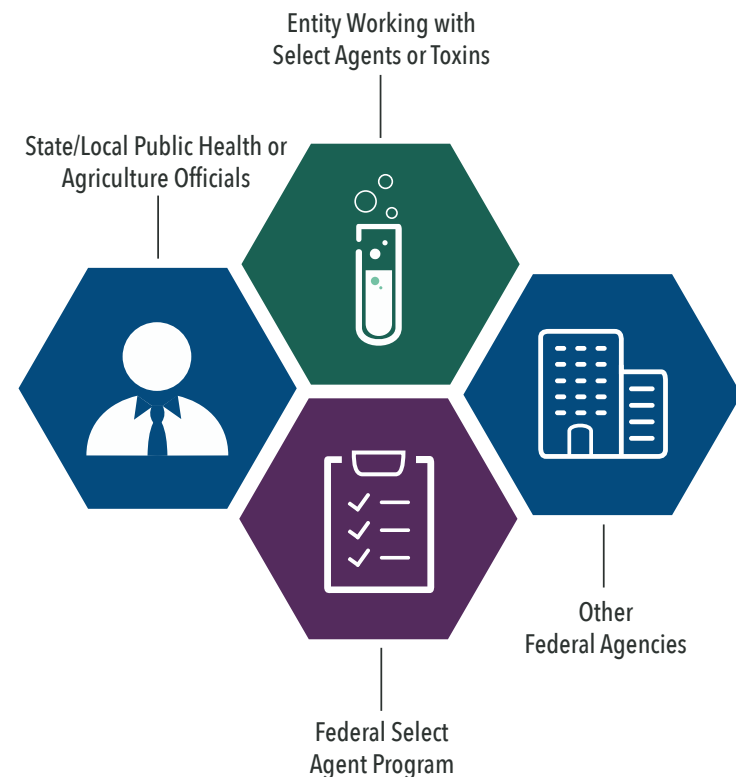 Entity Working with
Select Agents or Toxins
State/Local Public Health or
Agriculture Officials
Other
Federal Agencies
Federal Select
Agent Program